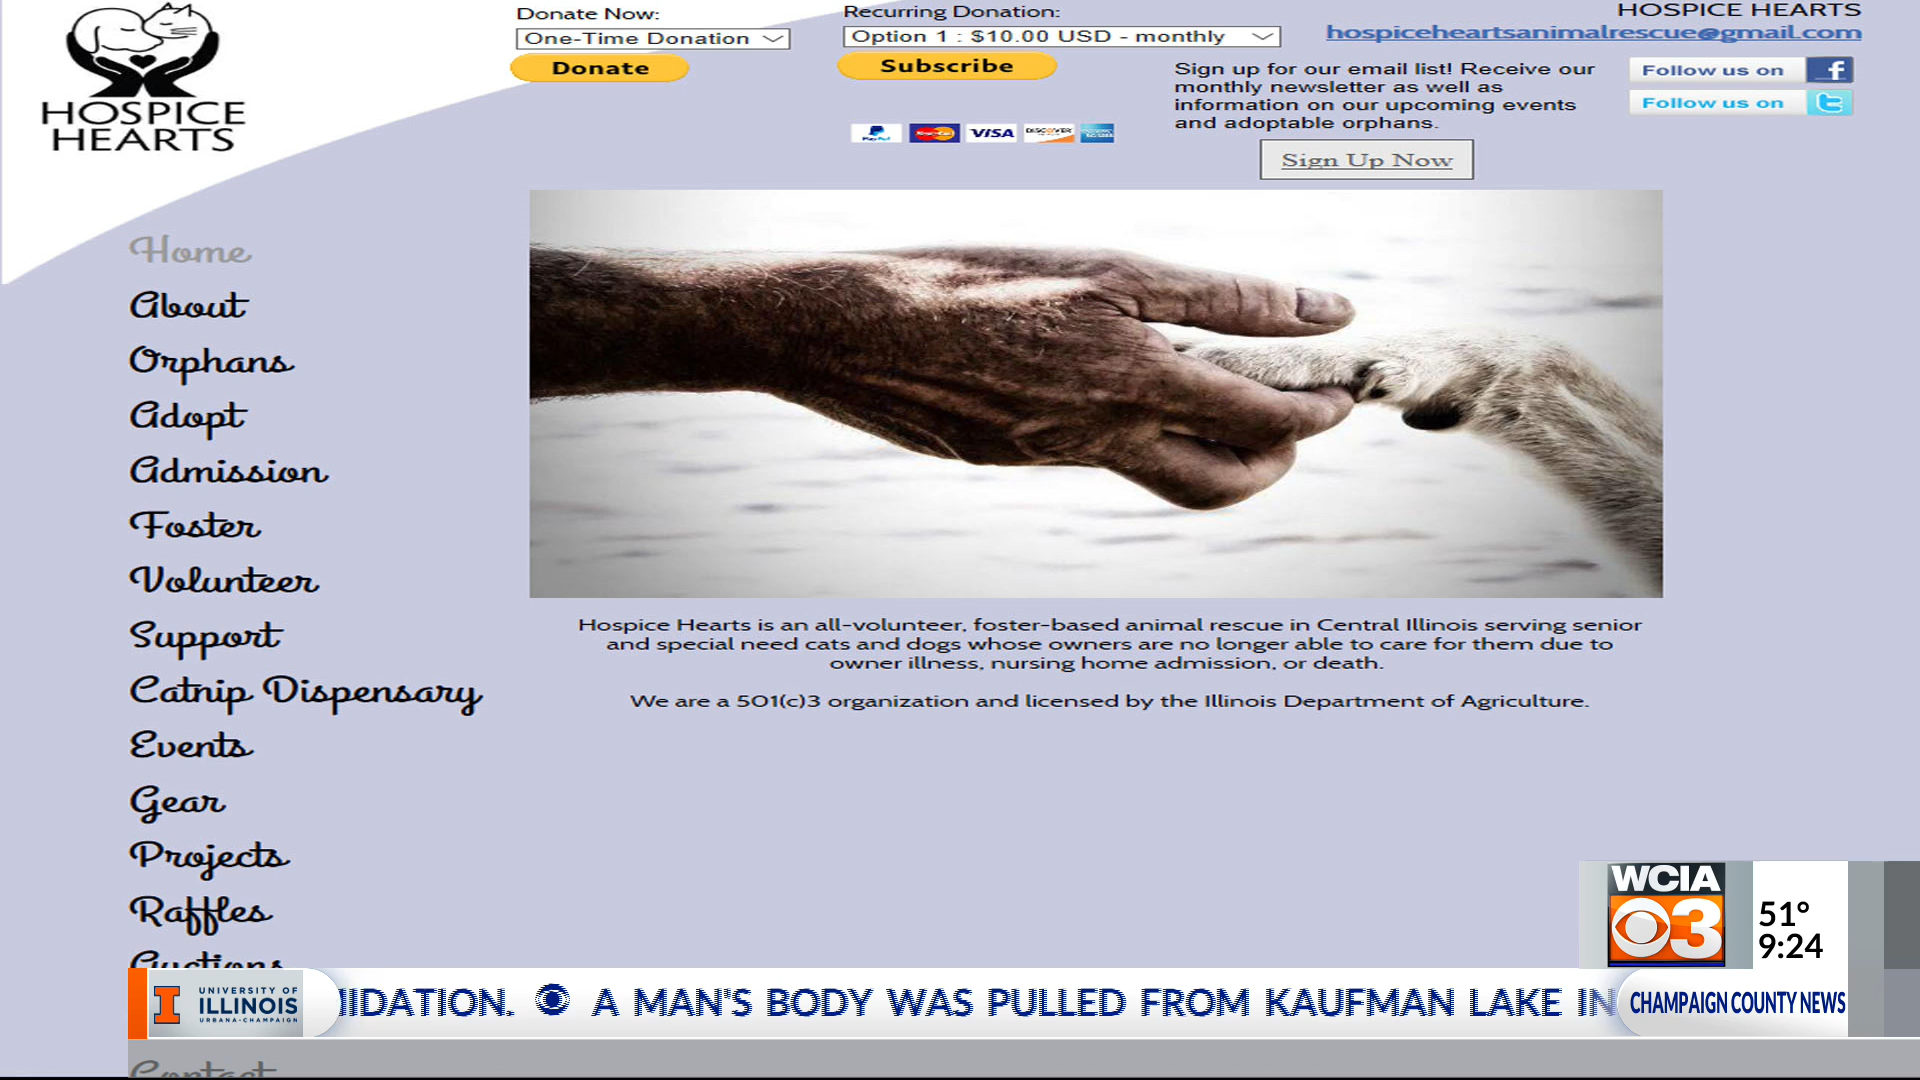 HOSPICE
HEARTS
Donate Now:
One-Time Donation
Donate
Recurring Donation:
Option 1 : $10.00 USD - monthly
Subscribe
PayPal
MasterCard
VISA
DISCOVER
HOSPICE HEARTS
hospiceheartsanimalrescue@gmail.com
Sign up for our email list! Receive our
monthly newsletter as well as
information on our upcoming events
and adoptable orphans.
Sign Up Now
Follow us on f
Follow us on t
Home
About
Orphans
Adopt
Admission
Foster
Volunteer
Support
Catnip Dispensary
Events
Gear
Projects
Raffles
Auctions
Contact
Hospice Hearts is an all-volunteer, foster-based animal rescue in Central Illinois serving senior
and special need cats and dogs whose owners are no longer able to care for them due to
owner illness, nursing home admission, or death.
We are a 501(c)3 organization and licensed by the Illinois Department of Agriculture.
WCIA
3
51°
9:24
I
UNIVERSITY OF
ILLINOIS
URBANA-CHAMPAIGN
IDATION. A MAN'S BODY WAS PULLED FROM KAUFMAN LAKE IN
CHAMPAIGN COUNTY NEWS